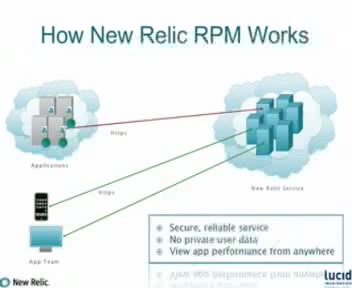 How New Relic RPM Works
Https
Applications
Https
New Relic Service
App Team
Secure, reliable service
No private user data
View app performance from anywhere
New Relic.
lucid